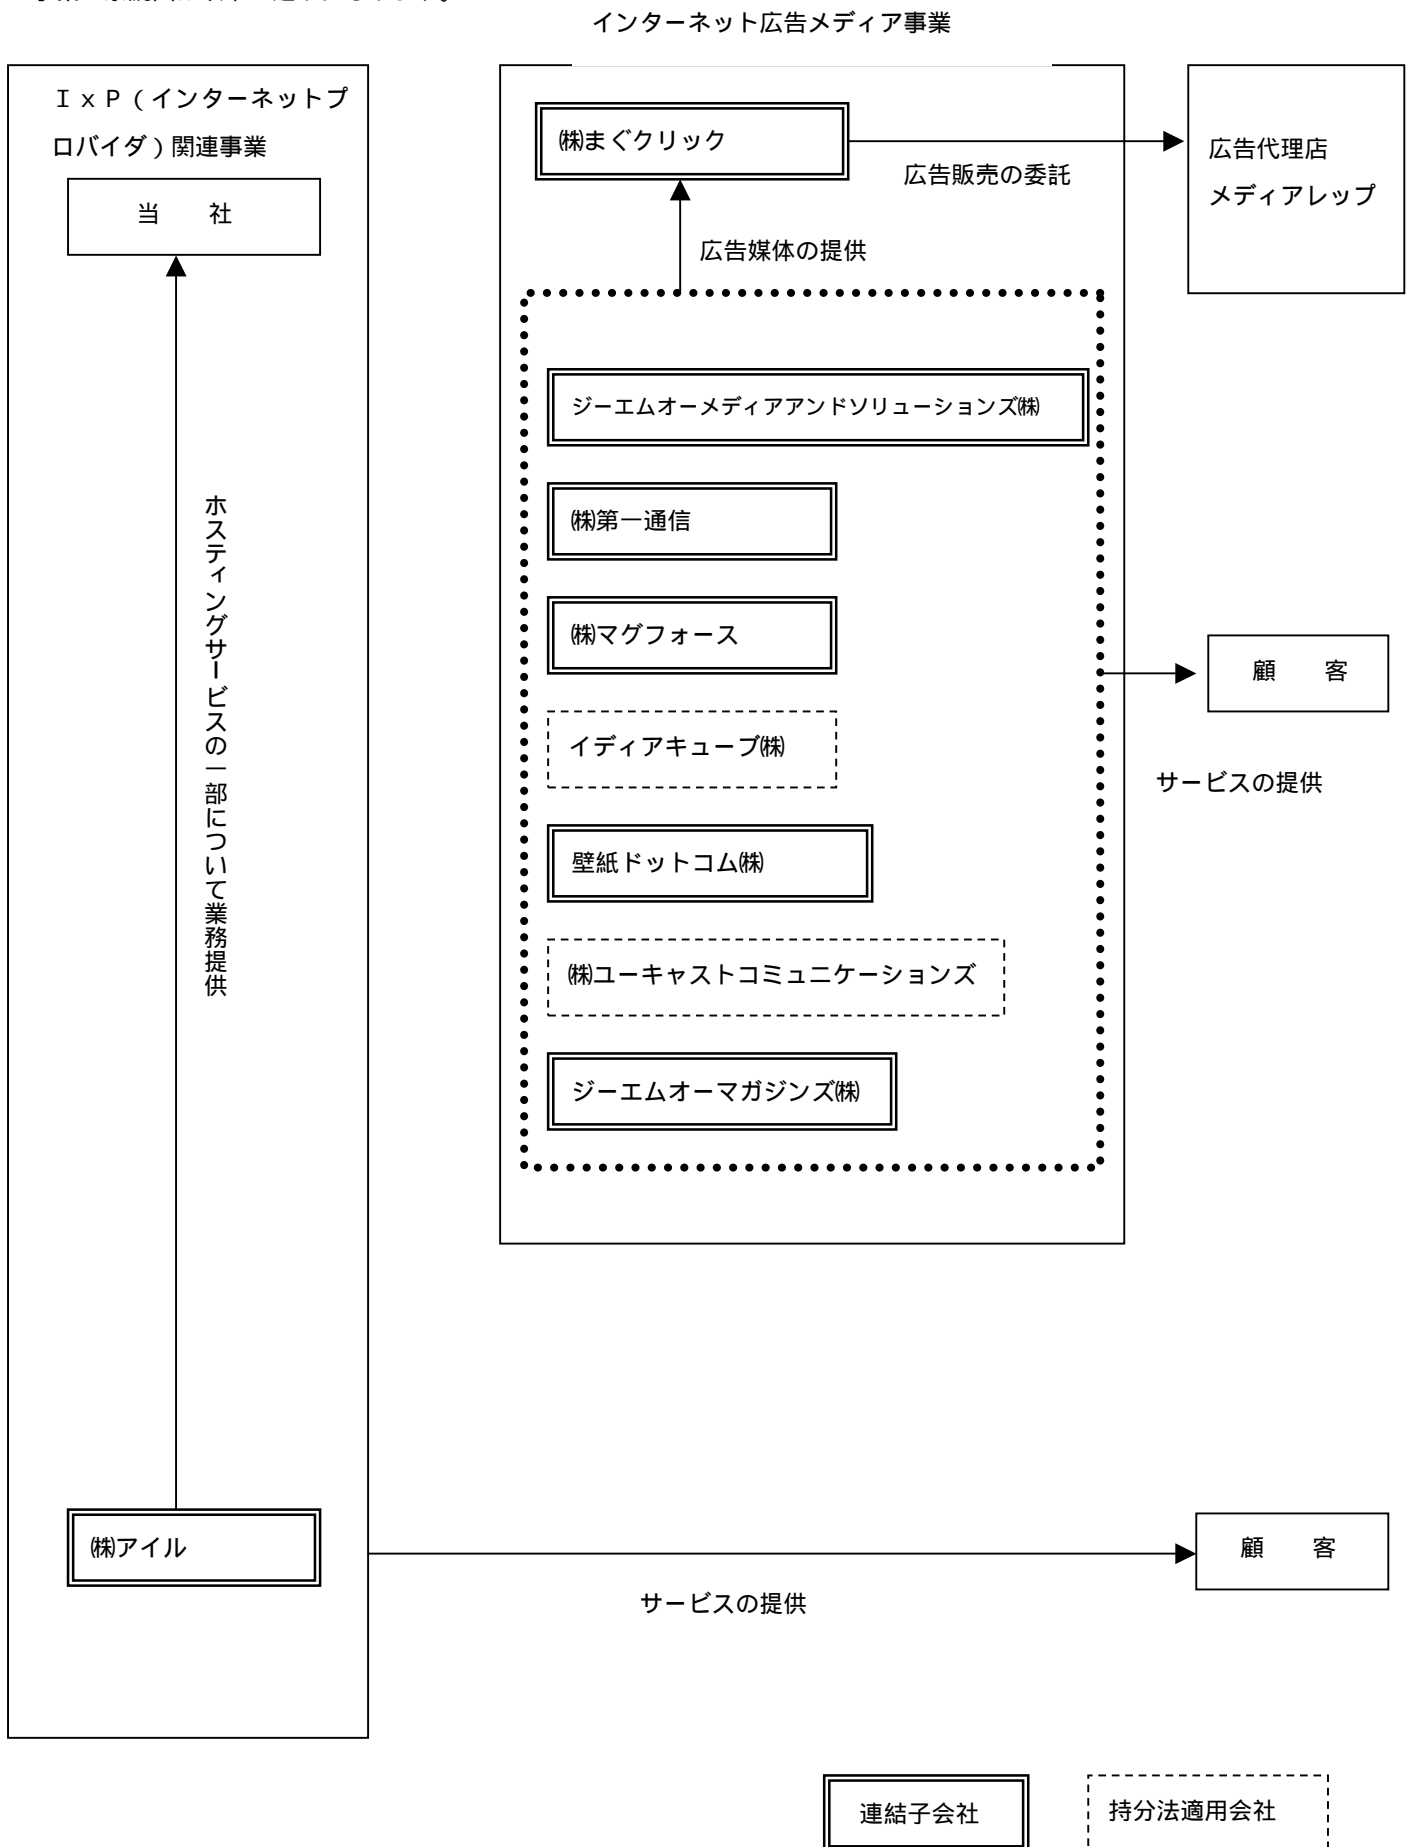 インターネット広告メディア事業
ＩｘＰ（インターネットプ
ロバイダ）関連事業
当　　社
ホスティングサービスの一部について業務提供
㈱アイル
㈱まぐクリック
広告販売の委託
広告代理店
メディアレップ
広告媒体の提供
ジーエムオーメディアアンドソリューションズ㈱
㈱第一通信
㈱マグフォース
イディアキューブ㈱
壁紙ドットコム㈱
㈱ユーキャストコミュニケーションズ
ジーエムオーマガジンズ㈱
顧　　客
サービスの提供
顧　　客
サービスの提供
連結子会社
持分法適用会社